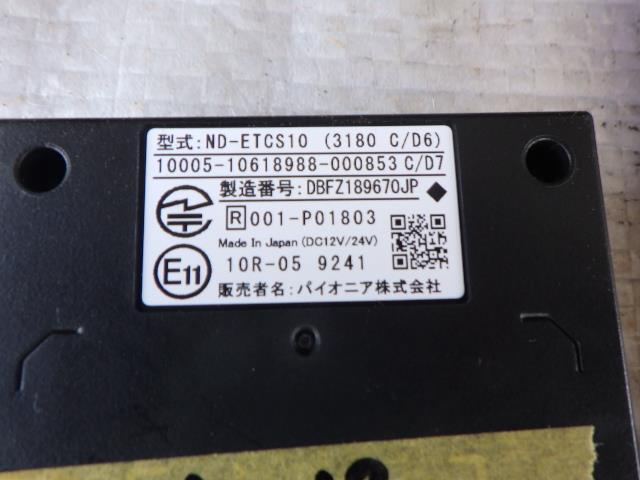 型式:ND-ETCS10 (3180 C/D6)
10005-10618988-000853 C/D7
製造番号:DBFZ189670JP
R 001-P01803
Made In Japan (DC12V/24V)
E11 10R-05 9241
販売者名:パイオニア株式会社